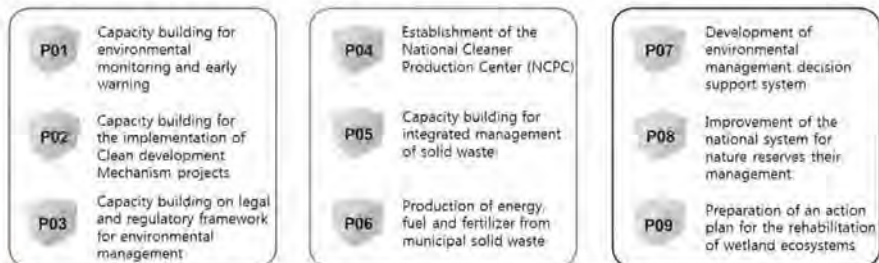 P01
Capacity building for
environmental
monitoring and early
warning
P02
Capacity building for
the implementation of
Clean development
Mechanism projects
P03
Capacity building on legal
and regulatory framework
for environmental
management
P04
Establishment of the
National Cleaner
Production Center (NCPC)
P05
Capacity building for
integrated management
of solid waste
P06
Production of energy,
fuel and fertilizer from
municipal solid waste
P07
Development of
environmental
management decision
support system
P08
Improvement of the
national system for
nature reserves their
management
P09
Preparation of an action
plan for the rehabilitation
of wetland ecosystems